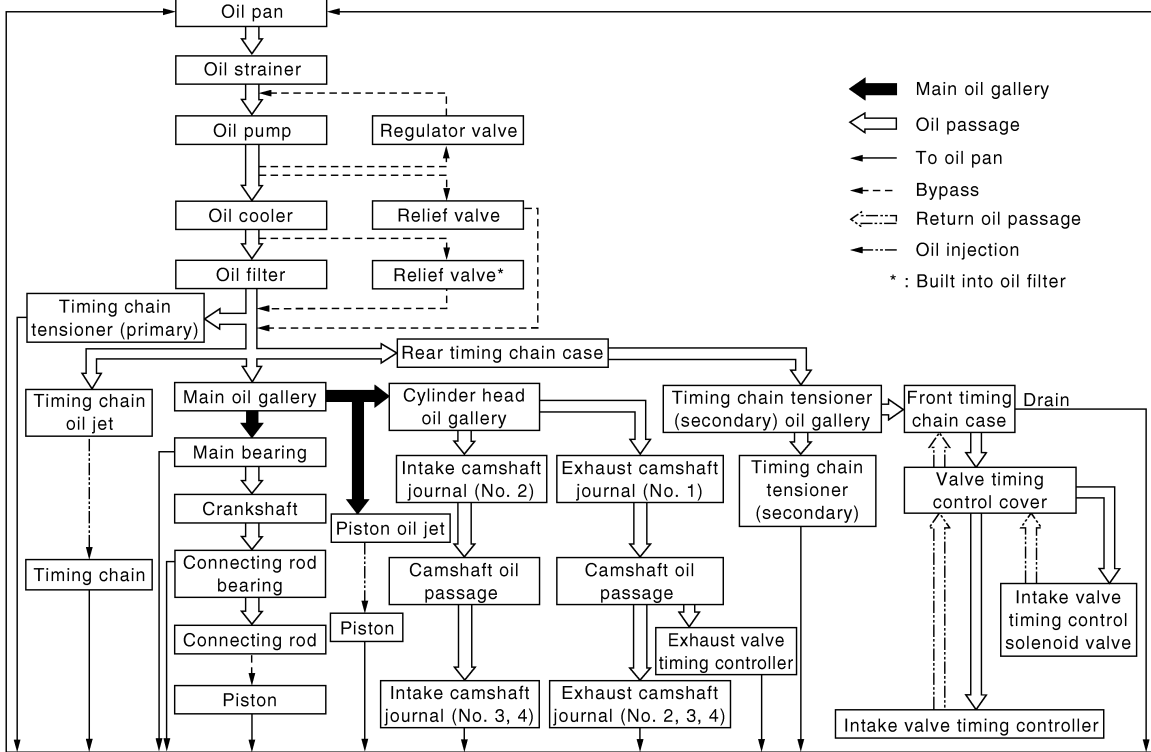 Oil pan
Oil strainer
Oil pump
Regulator valve
Oil cooler
Relief valve
Oil filter
Relief valve*
Main oil gallery
Oil passage
To oil pan
Bypass
Return oil passage
Oil injection
* : Built into oil filter
Timing chain
tensioner (primary)
Rear timing chain case
Timing chain
oil jet
Main oil gallery
Cylinder head
oil gallery
Timing chain tensioner
(secondary) oil gallery
Front timing
chain case
Drain
Main bearing
Intake camshaft
journal (No. 2)
Exhaust camshaft
journal (No. 1)
Timing chain
tensioner
(secondary)
Valve timing
control cover
Crankshaft
Piston oil jet
Timing chain
Connecting rod
bearing
Camshaft oil
passage
Camshaft oil
passage
Intake valve
timing control
solenoid valve
Connecting rod
Piston
Exhaust valve
timing controller
Piston
Intake camshaft
journal (No. 3, 4)
Exhaust camshaft
journal (No. 2, 3, 4)
Intake valve timing controller